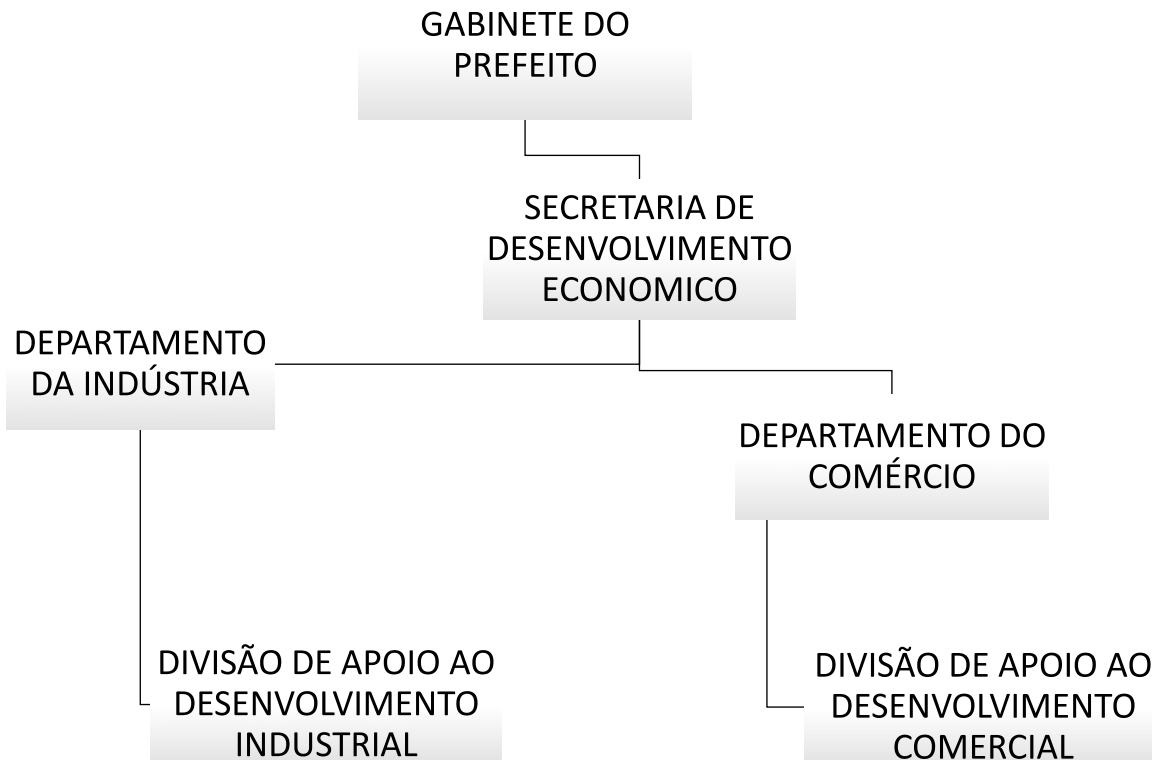 GABINETE DO
PREFEITO
SECRETARIA DE
DESENVOLVIMENTO
ECONOMICO
DEPARTAMENTO
DA INDÚSTRIA
DEPARTAMENTO DO
COMÉRCIO
DIVISÃO DE APOIO AO
DESENVOLVIMENTO
INDUSTRIAL
DIVISÃO DE APOIO AO
DESENVOLVIMENTO
COMERCIAL